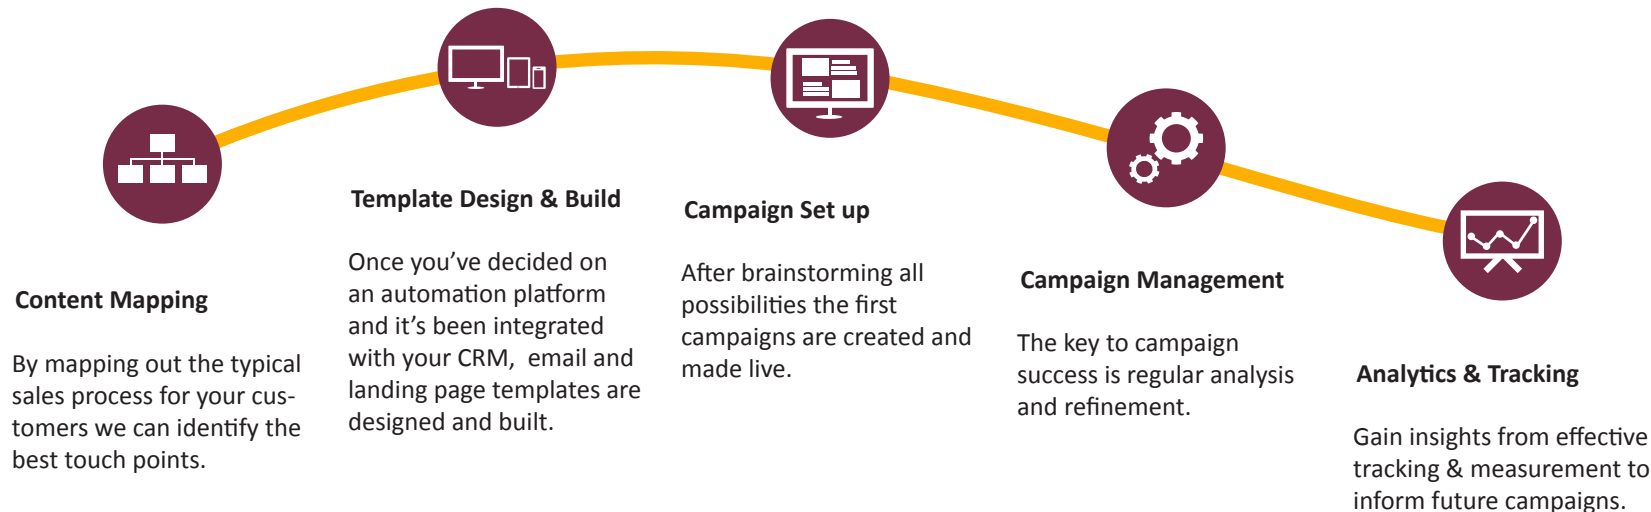 Content Mapping
By mapping out the typical
sales process for your cus-
tomers we can identify the
best touch points.
Template Design & Build
Once you’ve decided on
an automation platform
and it’s been integrated
with your CRM,  email and
landing page templates are
designed and built.
Campaign Set up
After brainstorming all
possibilities the first
campaigns are created and
made live.
Campaign Management
The key to campaign
success is regular analysis
and refinement.
Analytics & Tracking
Gain insights from effective
tracking & measurement to
inform future campaigns.